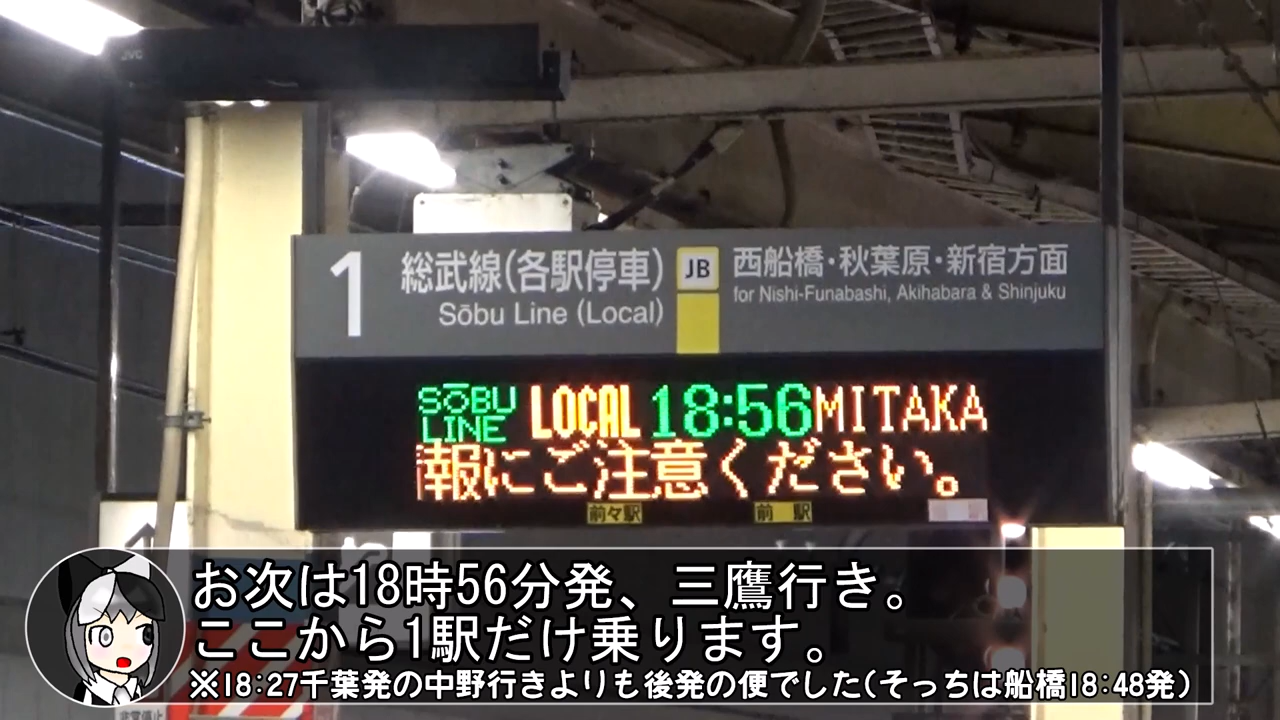 JVC
1
総武線(各駅停車)
Sōbu Line (Local)
JB
西船橋・秋葉原・新宿方面
for Nishi-Funabashi, Akihabara & Shinjuku
SŌBU LINE LOCAL 18:56 MITAKA
報にご注意ください。
前々駅
前 駅
お次は18時56分発、三鷹行き。
ここから1駅だけ乗ります。
※18:27千葉発の中野行きよりも後発の便でした(そっちは船橋18:48発)
非常停止